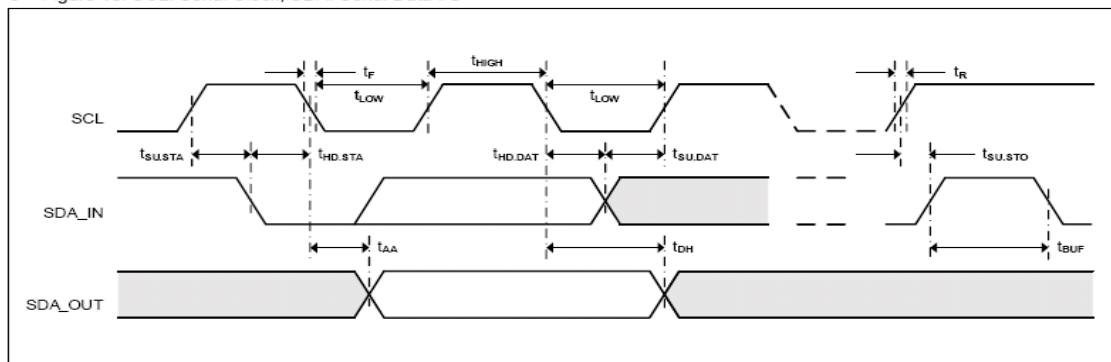 tHIGH
tF
tR
tLOW
tLOW
SCL
tSU.STA
tHD.STA
tHD.DAT
tSU.DAT
tSU.STO
SDA_IN
tAA
tDH
tBUF
SDA_OUT